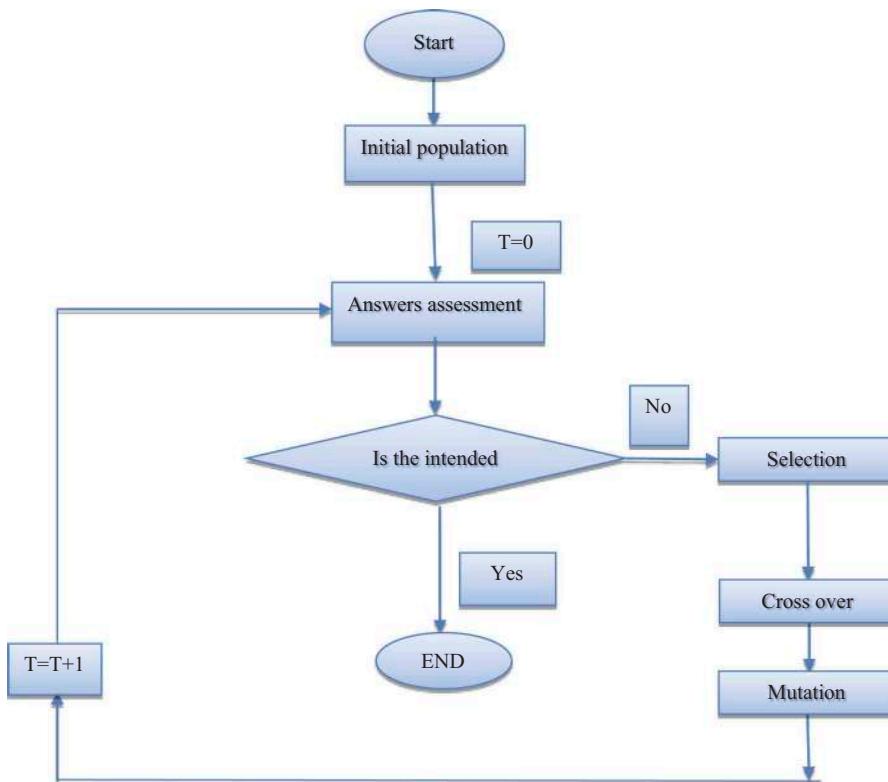 Start
Initial population
T=0
Answers assessment
No
Is the intended
Selection
Yes
Cross over
END
T=T+1
Mutation